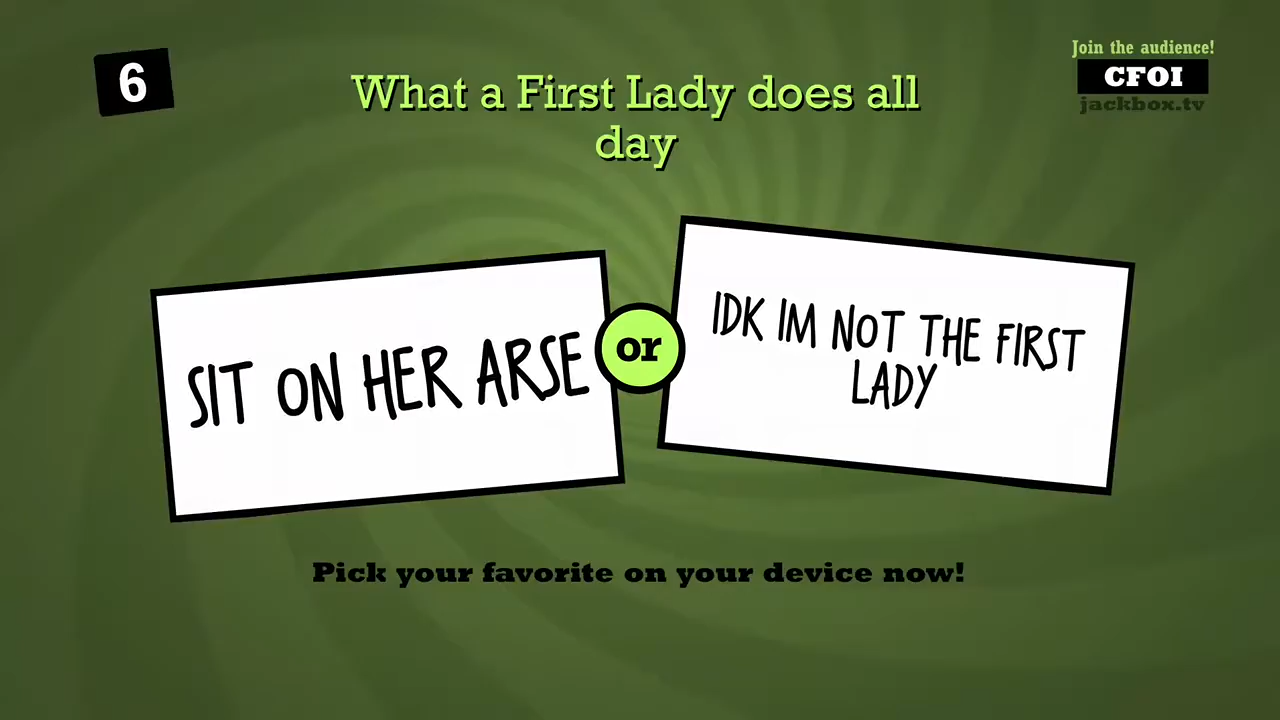 6
What a First Lady does all
day
Join the audience!
CFOI
jackbox.tv
SIT ON HER ARSE
or
IDK IM NOT THE FIRST
LADY
Pick your favorite on your device now!